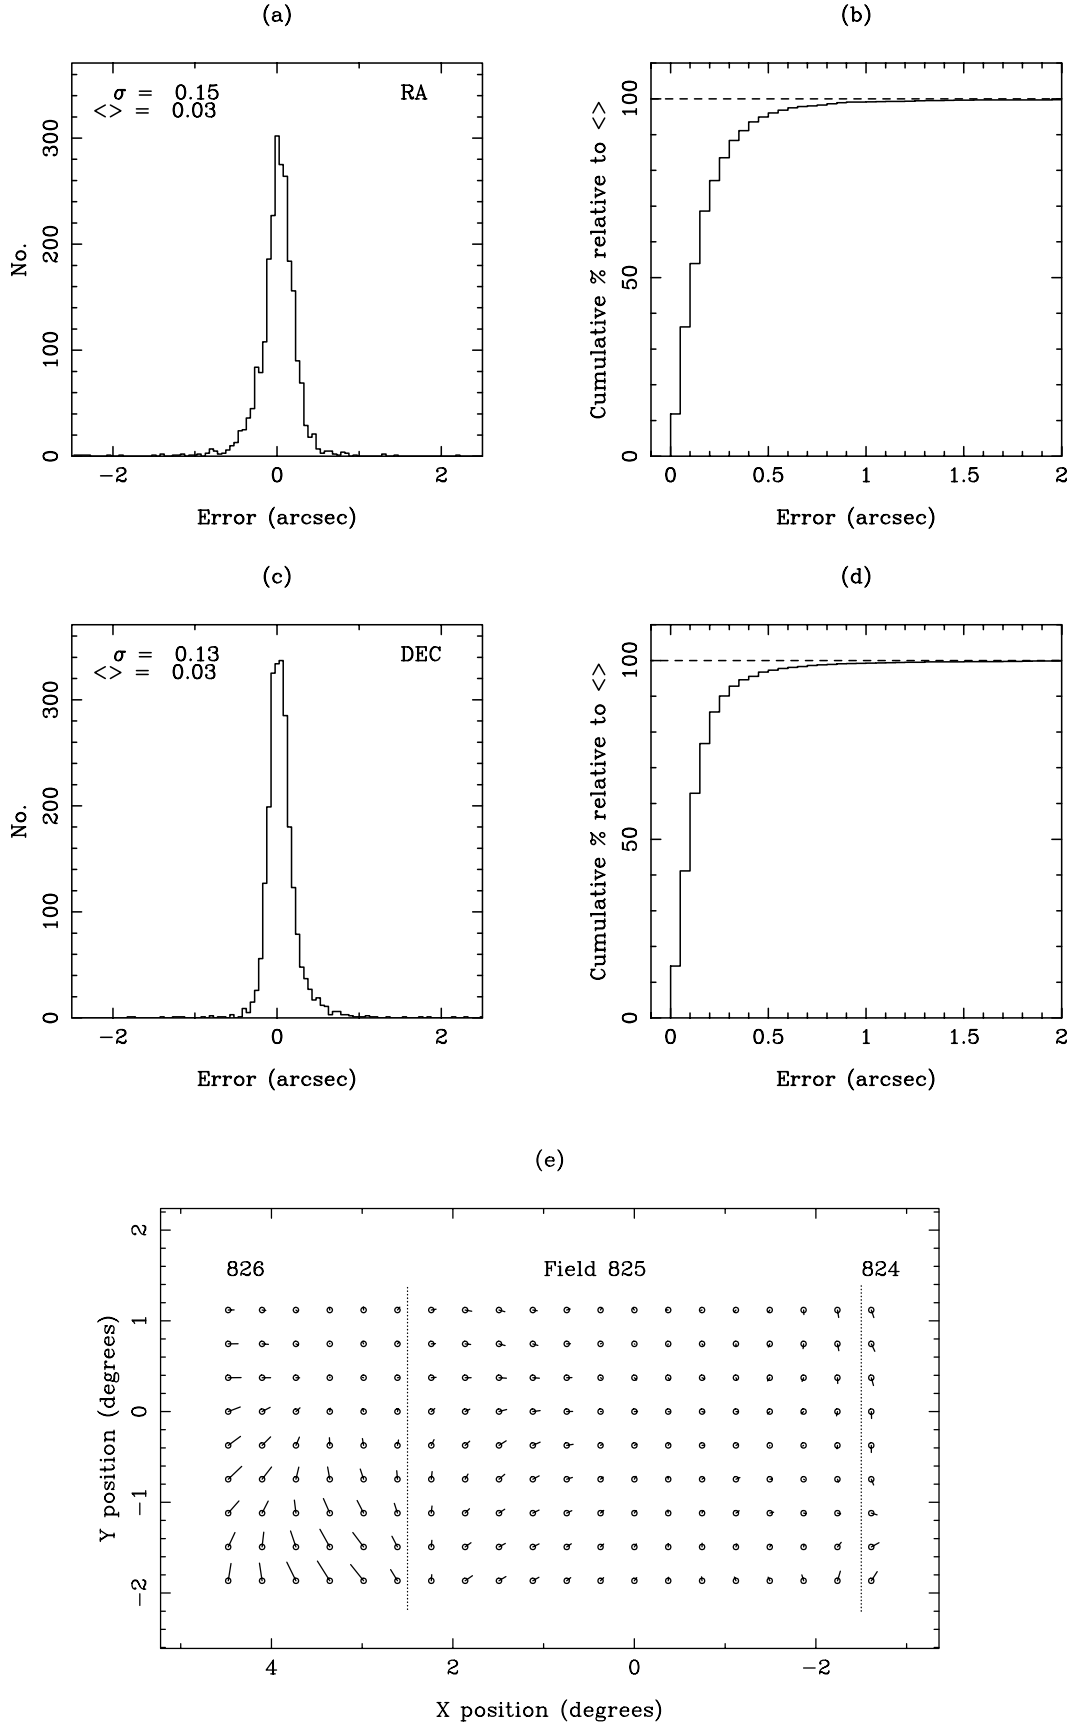 (a)
σ = 0.15
<> = 0.03
RA
300
200
100
0
No.
−2 0 2
Error (arcsec)
(b)
100
50
0
Cumulative % relative to <>
0 0.5 1 1.5 2
Error (arcsec)
(c)
σ = 0.13
<> = 0.03
DEC
300
200
100
0
No.
−2 0 2
Error (arcsec)
(d)
100
50
0
Cumulative % relative to <>
0 0.5 1 1.5 2
Error (arcsec)
(e)
826 Field 825 824
2
1
0
−1
−2
Y position (degrees)
4 2 0 −2
X position (degrees)